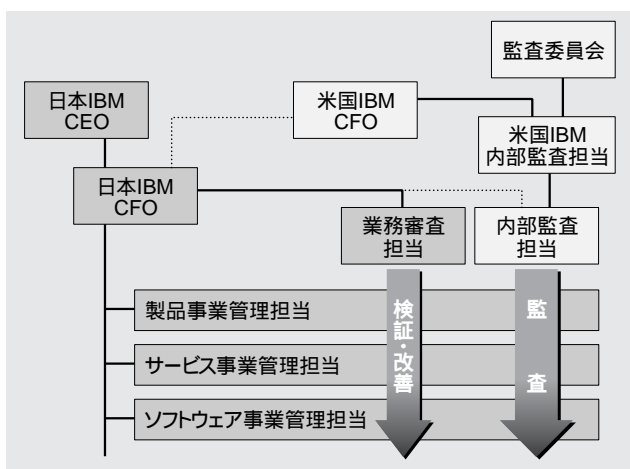 監査委員会
日本IBM
CEO
米国IBM
CFO
米国IBM
内部監査担当
日本IBM
CFO
業務審査
担当
内部監査
担当
製品事業管理担当
サービス事業管理担当
ソフトウェア事業管理担当
検証・改善
監査